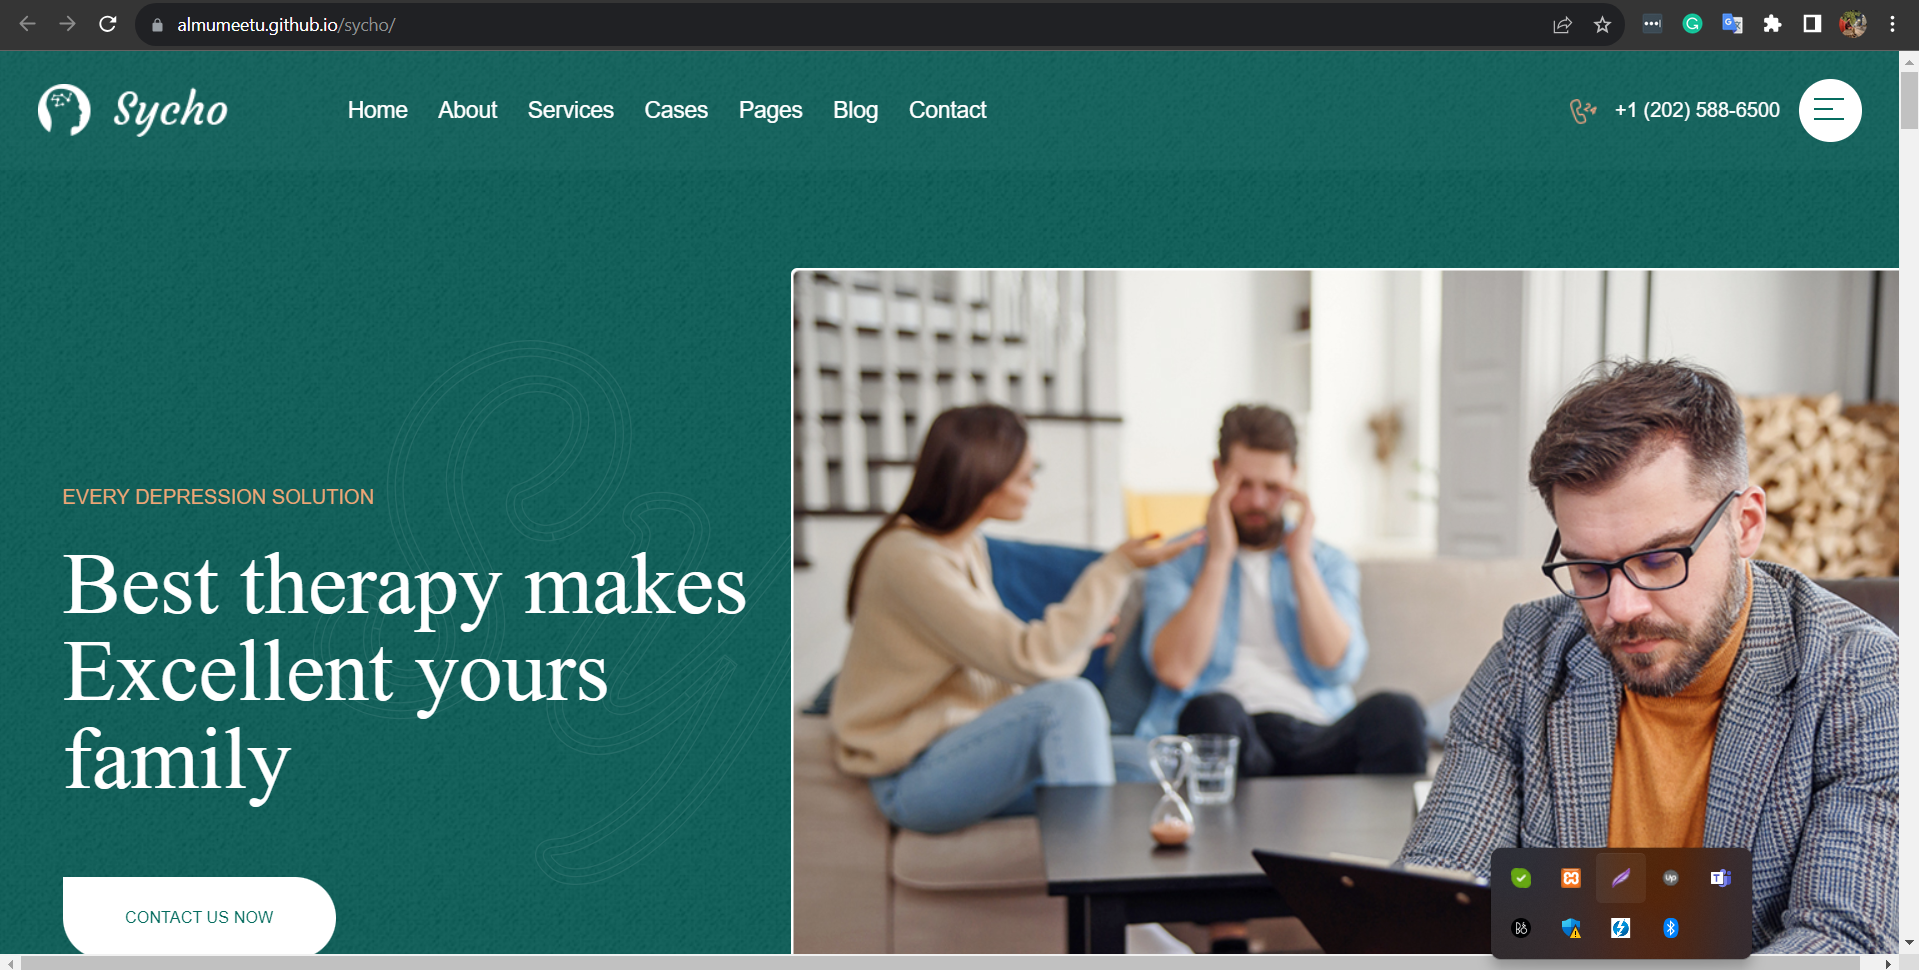 almumeetu.github.io/sycho/
Sycho
Home About Services Cases Pages Blog Contact
+1 (202) 588-6500
EVERY DEPRESSION SOLUTION
Best therapy makes
Excellent yours
family
CONTACT US NOW